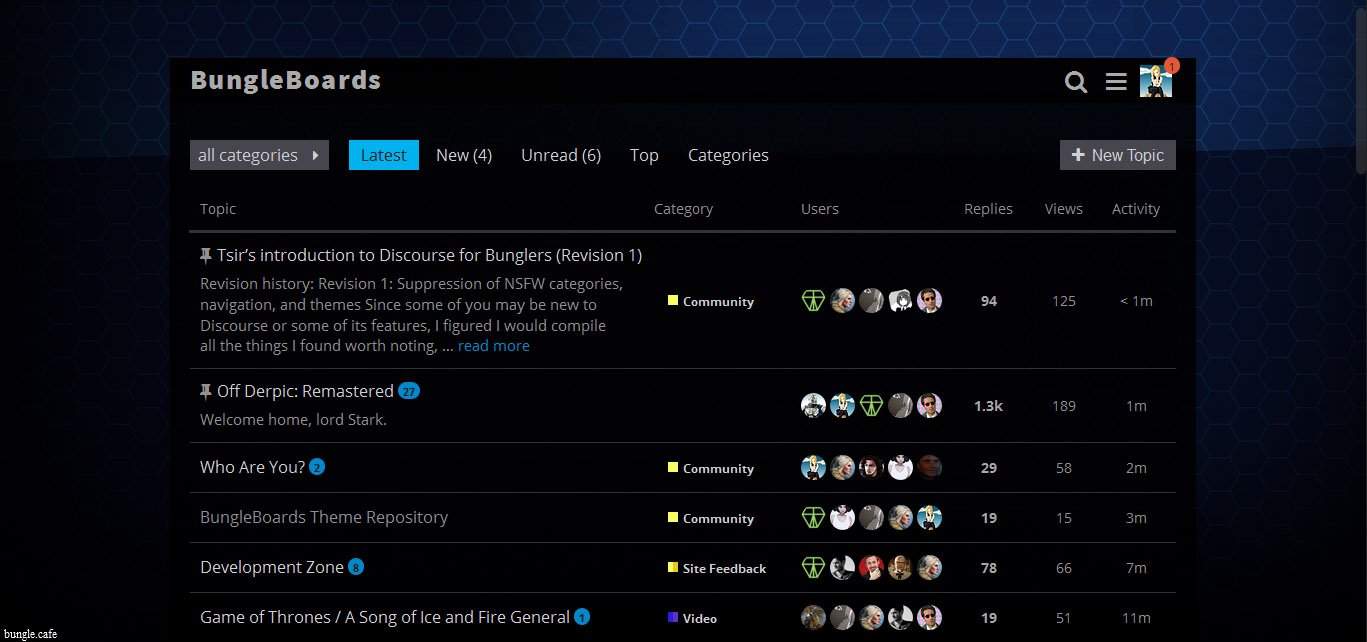 BungleBoards
1
all categories
Latest
New (4)
Unread (6)
Top
Categories
New Topic
Topic
Category
Users
Replies
Views
Activity
Tsir’s introduction to Discourse for Bunglers (Revision 1)
Revision history: Revision 1: Suppression of NSFW categories,
navigation, and themes Since some of you may be new to
Discourse or some of its features, I figured I would compile
all the things I found worth noting, ... read more
Community
94
125
< 1m
Off Derpic: Remastered 27
Welcome home, lord Stark.
1.3k
189
1m
Who Are You? 2
Community
29
58
2m
BungleBoards Theme Repository
Community
19
15
3m
Development Zone 8
Site Feedback
78
66
7m
Game of Thrones / A Song of Ice and Fire General 1
Video
19
51
11m
bungle.cafe